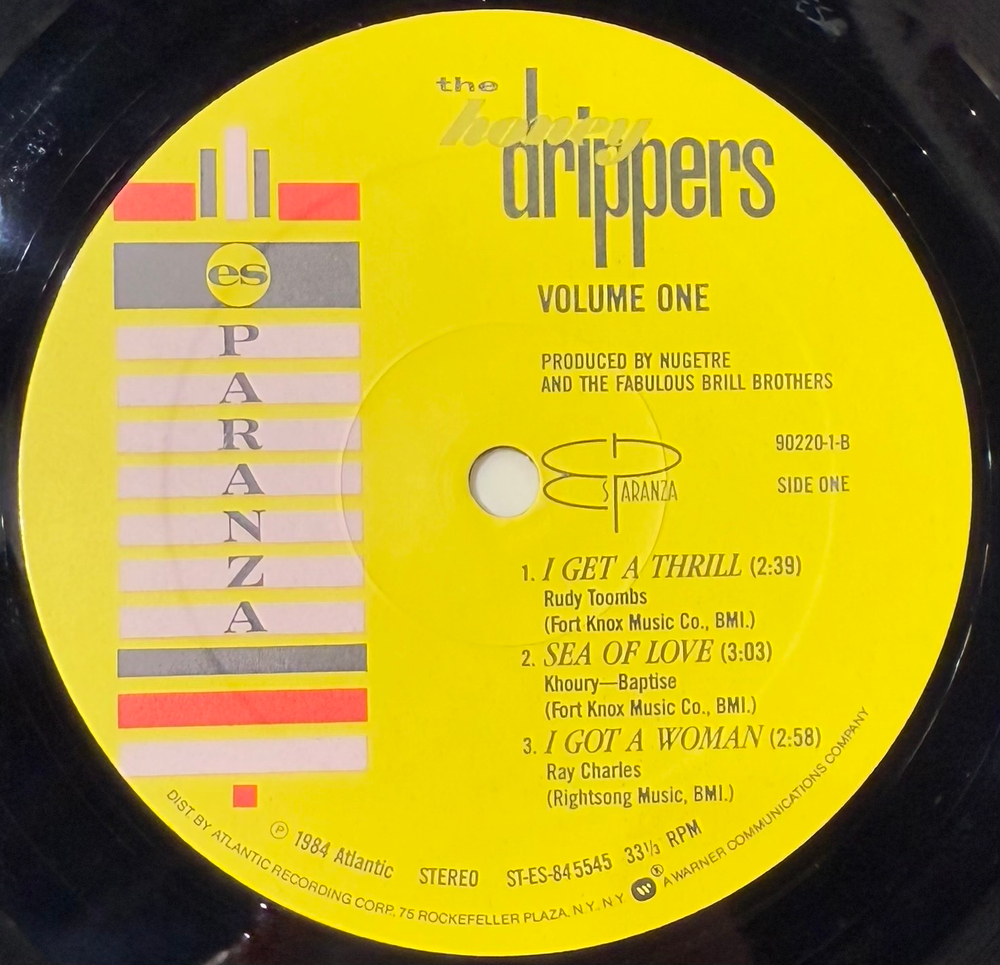 the
honey
drippers
VOLUME ONE
PRODUCED BY NUGETRE
AND THE FABULOUS BRILL BROTHERS
es
P
A
R
A
N
Z
A
ES PARANZA
90220-1-B
SIDE ONE
1. I GET A THRILL (2:39)
Rudy Toombs
(Fort Knox Music Co., BMI.)
2. SEA OF LOVE (3:03)
Khoury—Baptise
(Fort Knox Music Co., BMI.)
3. I GOT A WOMAN (2:58)
Ray Charles
(Rightsong Music, BMI.)
℗ 1984 Atlantic STEREO ST-ES-845545 33⅓ RPM
DIST BY ATLANTIC RECORDING CORP., 75 ROCKEFELLER PLAZA, N.Y., N.Y. W ® A WARNER COMMUNICATIONS COMPANY